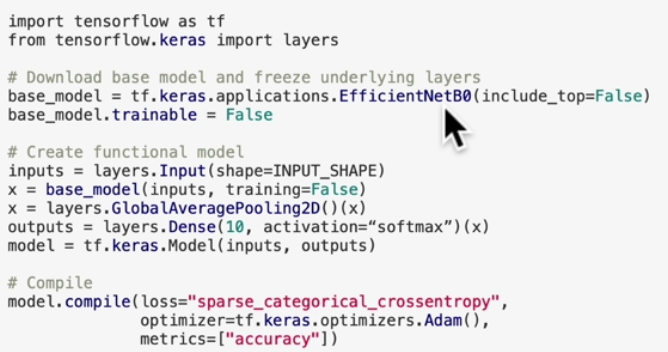 import tensorflow as tf
from tensorflow.keras import layers
# Download base model and freeze underlying layers
base_model = tf.keras.applications.EfficientNetB0(include_top=False)
base_model.trainable = False
# Create functional model
inputs = layers.Input(shape=INPUT_SHAPE)
x = base_model(inputs, training=False)
x = layers.GlobalAveragePooling2D()(x)
outputs = layers.Dense(10, activation=“softmax”)(x)
model = tf.keras.Model(inputs, outputs)
# Compile
model.compile(loss="sparse_categorical_crossentropy",
optimizer=tf.keras.optimizers.Adam(),
metrics=["accuracy"])